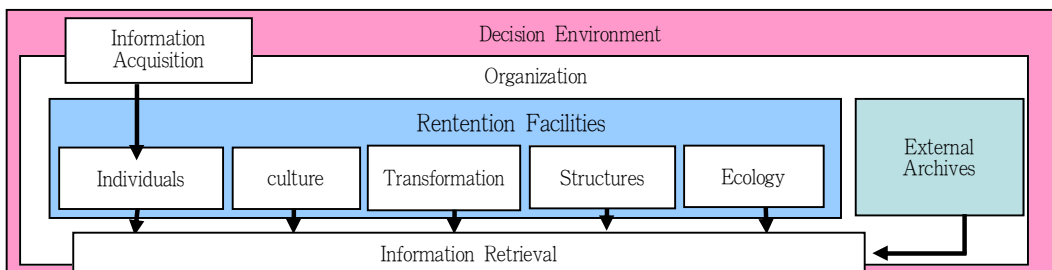 Information
Acquisition
Decision Environment
Organization
Rentention Facilities
External
Archives
Individuals
culture
Transformation
Structures
Ecology
Information Retrieval